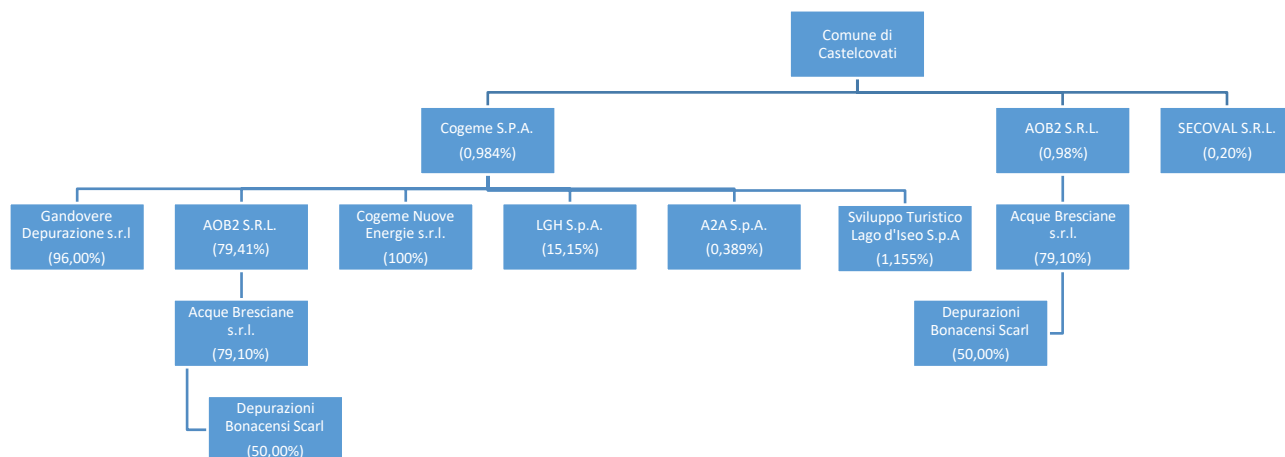 Comune di
Castelcovati
Cogeme S.P.A.
(0,984%)
AOB2 S.R.L.
(0,98%)
SECOVAL S.R.L.
(0,20%)
Gandovere
Depurazione s.r.l
(96,00%)
AOB2 S.R.L.
(79,41%)
Cogeme Nuove
Energie s.r.l.
(100%)
LGH S.p.A.
(15,15%)
A2A S.p.A.
(0,389%)
Sviluppo Turistico
Lago d'Iseo S.p.A
(1,155%)
Acque Bresciane
s.r.l.
(79,10%)
Acque Bresciane
s.r.l.
(79,10%)
Depurazioni
Bonacensi Scarl
(50,00%)
Depurazioni
Bonacensi Scarl
(50,00%)